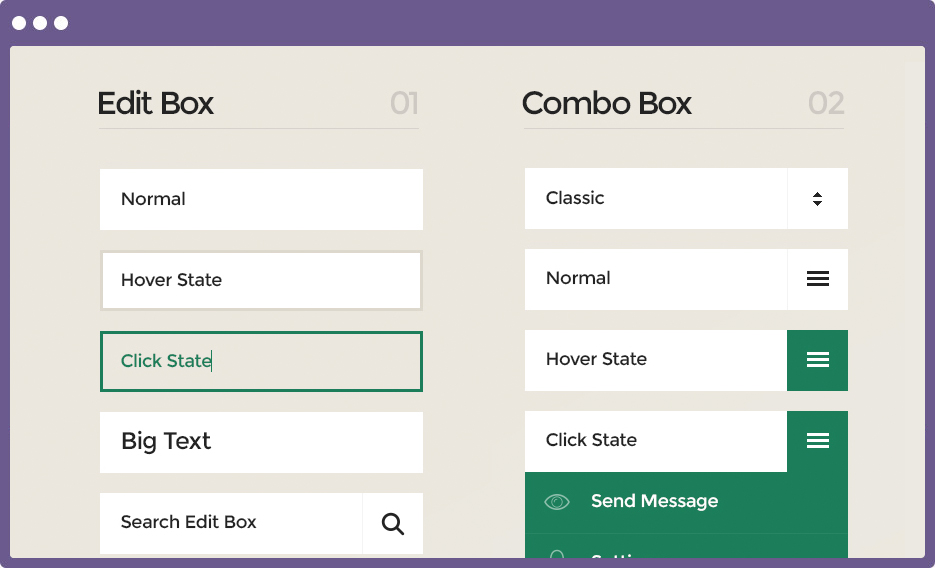 Edit Box 01
Normal
Hover State
Click State
Big Text
Search Edit Box
Combo Box 02
Classic
Normal
Hover State
Click State
Send Message